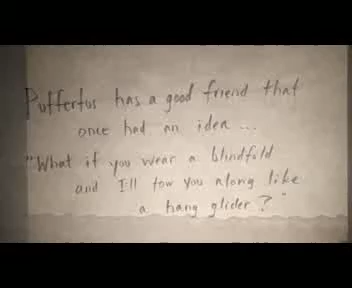 Puffertus has a good friend that
once had an idea ...
"What if you wear a blindfold
and I'll tow you along like
a hang glider?"